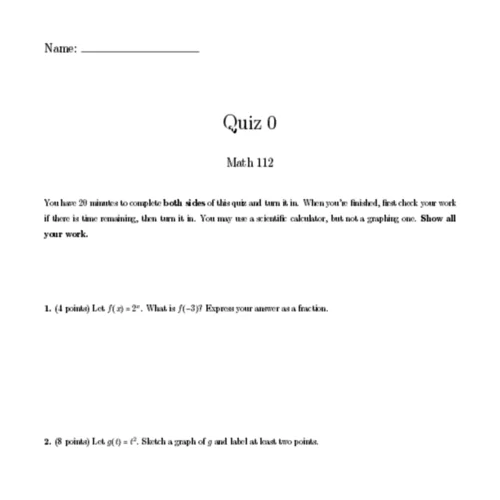 Name: 
Quiz 0
Math 112
You have 20 minutes to complete both sides of this quiz and turn it in. When you're finished, first check your work
if there is time remaining, then turn it in. You may use a scientific calculator, but not a graphing one. Show all
your work.
1. (4 points) Let f(x) = 2ˣ. What is f(−3)? Express your answer as a fraction.
2. (8 points) Let g(t) = t². Sketch a graph of g and label at least two points.